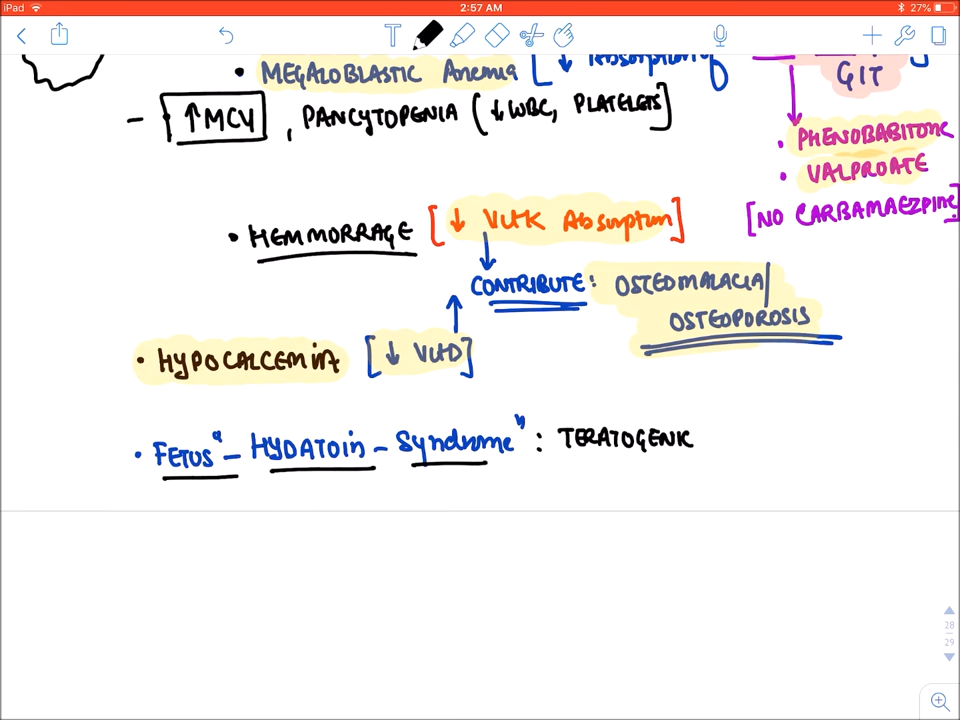 iPad 2:57 AM 27%
T
• MEGALOBLASTIC Anemia [ ↓ Absorption
GIT
- ↑ MCV , PANCYTOPENIA [ ↓ WBC, PLATELETS ]
• PHENOBABITONE
• VALPROATE
[NO CARBAMAEZPINE]
• HEMMORRAGE [ ↓ Vit K Absorption ]
CONTRIBUTE : OSTEOMALACIA/
OSTEOPOROSIS
• HYPOCALCEMIA [ ↓ Vit D ]
• FETUS " - HYDATOIN - Syndrome " : TERATOGENIC
28
29